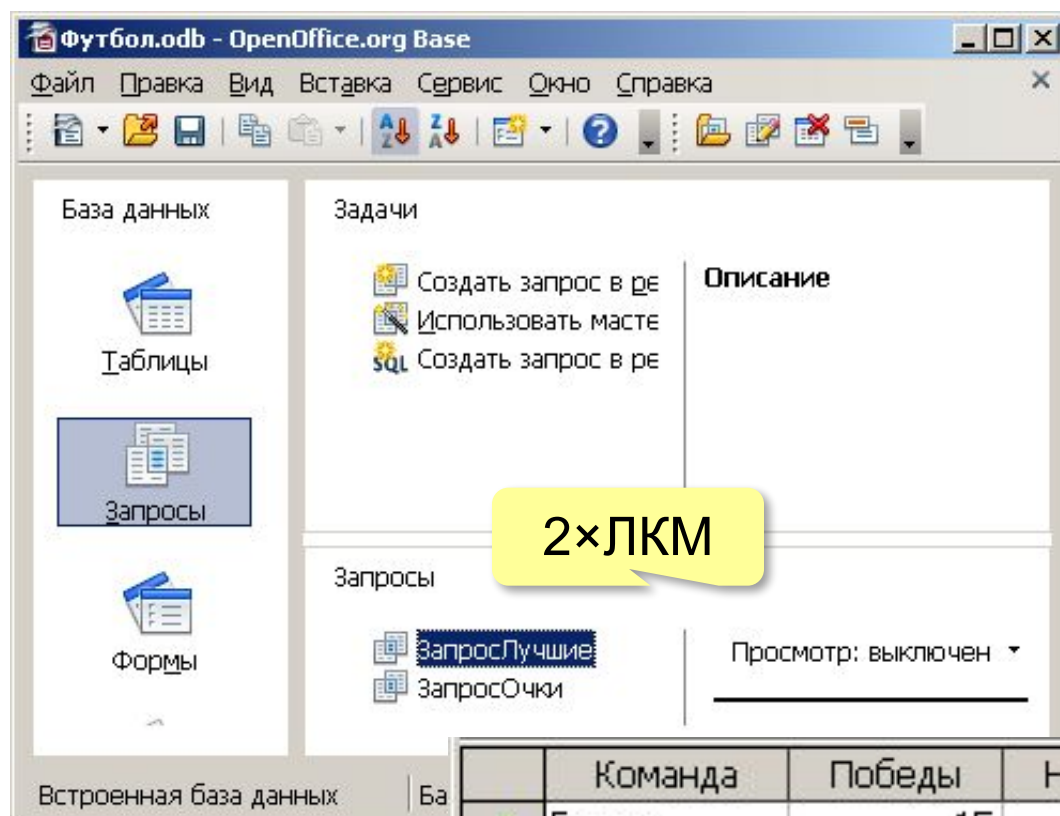 Футбол.odb - OpenOffice.org Base
Файл Правка Вид Вставка Сервис Окно Справка
База данных
Таблицы
Запросы
Формы
Задачи
Создать запрос в ре
Использовать масте
SQL Создать запрос в ре
Описание
2×ЛКМ
Запросы
ЗапросЛучшие
ЗапросОчки
Просмотр: выключен
Встроенная база данных
Ба
Команда Победы Н